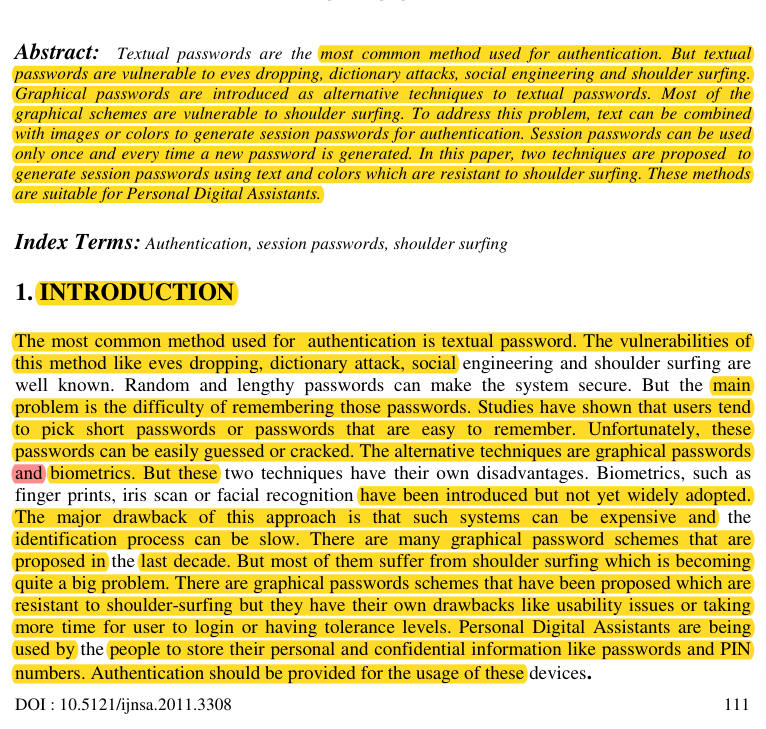 Abstract: Textual passwords are the most common method used for authentication. But textual
passwords are vulnerable to eves dropping, dictionary attacks, social engineering and shoulder surfing.
Graphical passwords are introduced as alternative techniques to textual passwords. Most of the
graphical schemes are vulnerable to shoulder surfing. To address this problem, text can be combined
with images or colors to generate session passwords for authentication. Session passwords can be used
only once and every time a new password is generated. In this paper, two techniques are proposed to
generate session passwords using text and colors which are resistant to shoulder surfing. These methods
are suitable for Personal Digital Assistants.
Index Terms: Authentication, session passwords, shoulder surfing
1. INTRODUCTION
The most common method used for authentication is textual password. The vulnerabilities of
this method like eves dropping, dictionary attack, social engineering and shoulder surfing are
well known. Random and lengthy passwords can make the system secure. But the main
problem is the difficulty of remembering those passwords. Studies have shown that users tend
to pick short passwords or passwords that are easy to remember. Unfortunately, these
passwords can be easily guessed or cracked. The alternative techniques are graphical passwords
and biometrics. But these two techniques have their own disadvantages. Biometrics, such as
finger prints, iris scan or facial recognition have been introduced but not yet widely adopted.
The major drawback of this approach is that such systems can be expensive and the
identification process can be slow. There are many graphical password schemes that are
proposed in the last decade. But most of them suffer from shoulder surfing which is becoming
quite a big problem. There are graphical passwords schemes that have been proposed which are
resistant to shoulder-surfing but they have their own drawbacks like usability issues or taking
more time for user to login or having tolerance levels. Personal Digital Assistants are being
used by the people to store their personal and confidential information like passwords and PIN
numbers. Authentication should be provided for the usage of these devices.
DOI : 10.5121/ijnsa.2011.3308 111